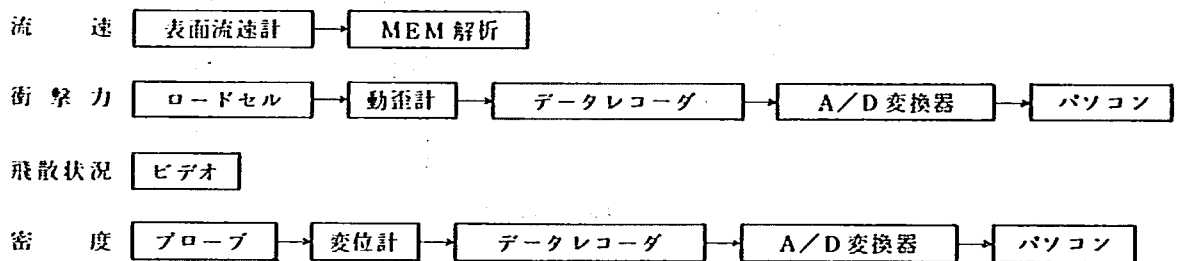 流速 表面流速計 → MEM解析
衝撃力 ロードセル → 動歪計 → データレコーダ → A/D変換器 → パソコン
飛散状況 ビデオ
密度 プローブ → 変位計 → データレコーダ → A/D変換器 → パソコン